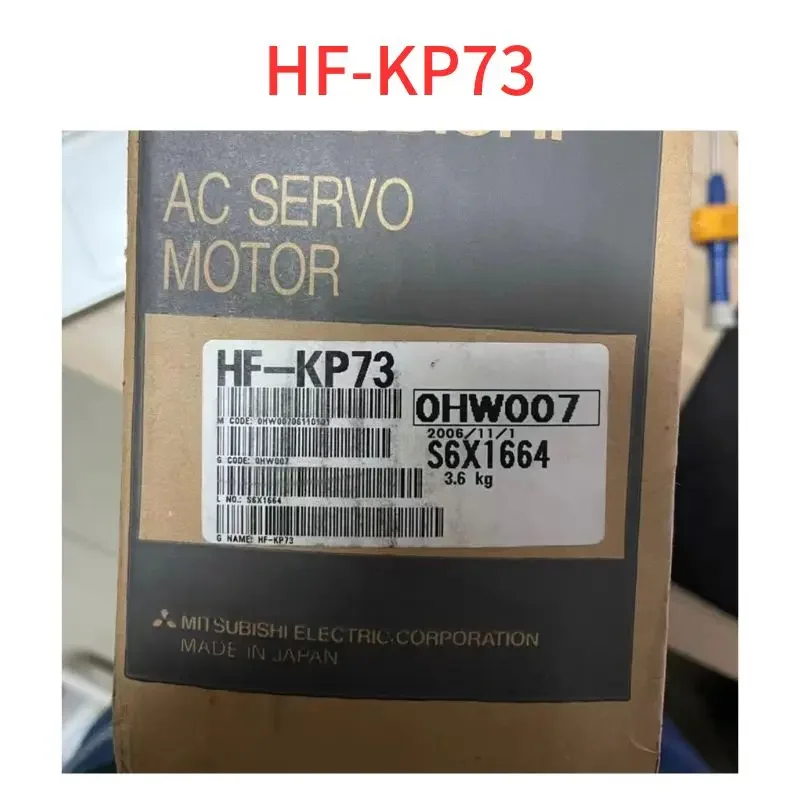 HF-KP73
AC SERVO
MOTOR
HF-KP73
M CODE: 0HW00706110101
0HW007
2006/11/1
G CODE: 0HW007
S6X1664
3.6 kg
L NO.: S6X1664
G NAME: HF-KP73
MITSUBISHI ELECTRIC CORPORATION
MADE IN JAPAN